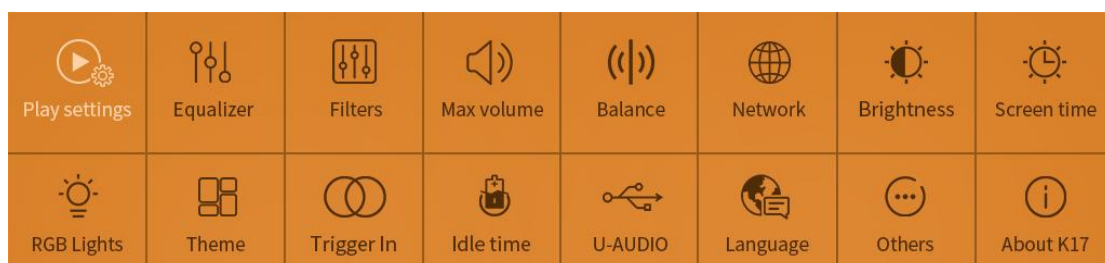 Play settings
Equalizer
Filters
Max volume
Balance
Network
Brightness
Screen time
RGB Lights
Theme
Trigger In
Idle time
U-AUDIO
Language
Others
About K17